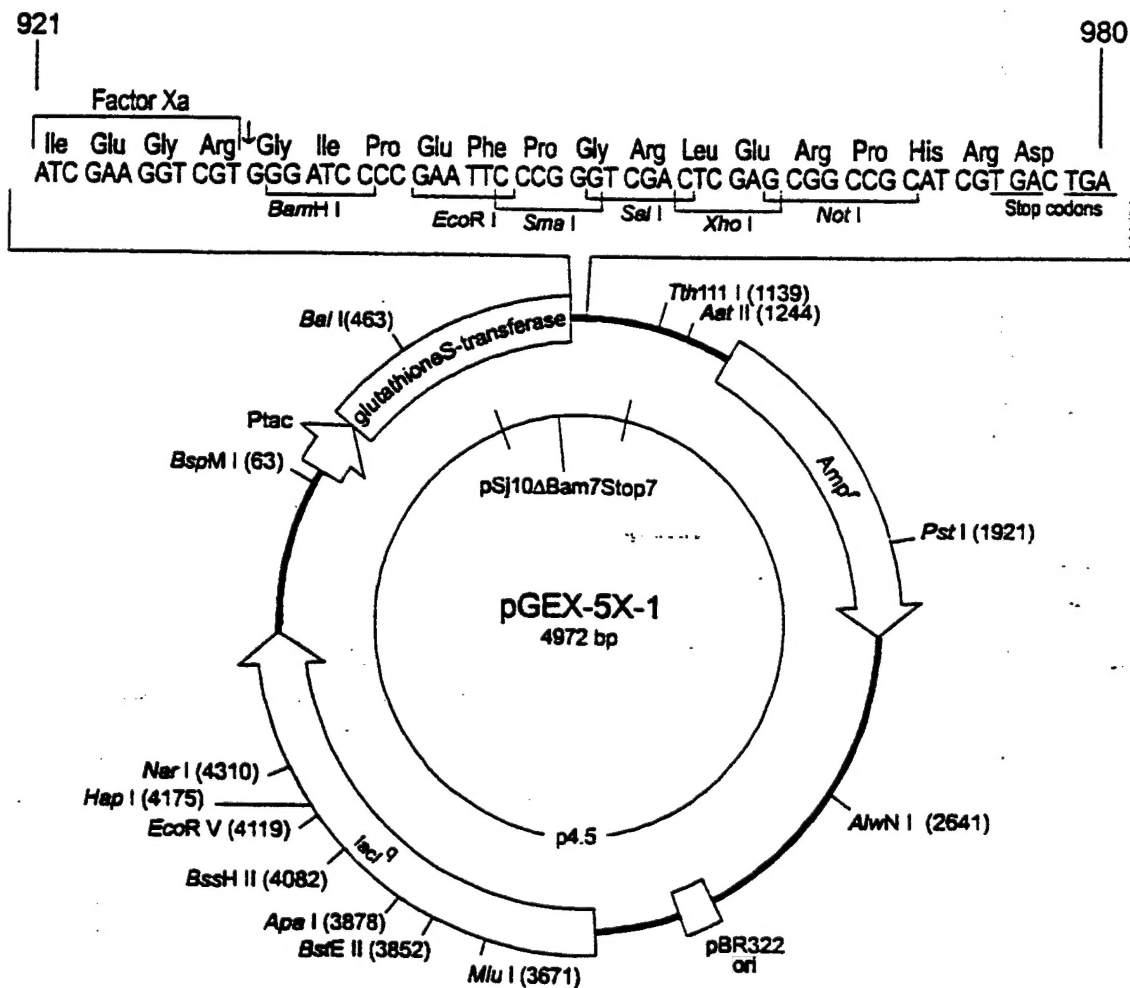 921
980
Factor Xa
Ile Glu Gly Arg ↓ Gly Ile Pro Glu Phe Pro Gly Arg Leu Glu Arg Pro His Arg Asp
ATC GAA GGT CGT GGG ATC CCC GAA TTC CCG GGT CGA CTC GAG CGG CCG CAT CGT GAC TGA
BamH I
EcoR I
Sma I
Sal I
Xho I
Not I
Stop codons
Tth111 I (1139)
Aat II (1244)
Bal I(463)
glutathioneS-transferase
Ptac
BspM I (63)
Ampr
pSj10ΔBam7Stop7
Pst I (1921)
pGEX-5X-1
4972 bp
Nar I (4310)
Hap I (4175)
EcoR V (4119)
BssH II (4082)
Apa I (3878)
BstE II (3852)
Mlu I (3671)
lacI q
p4.5
AlwN I (2641)
pBR322
ori